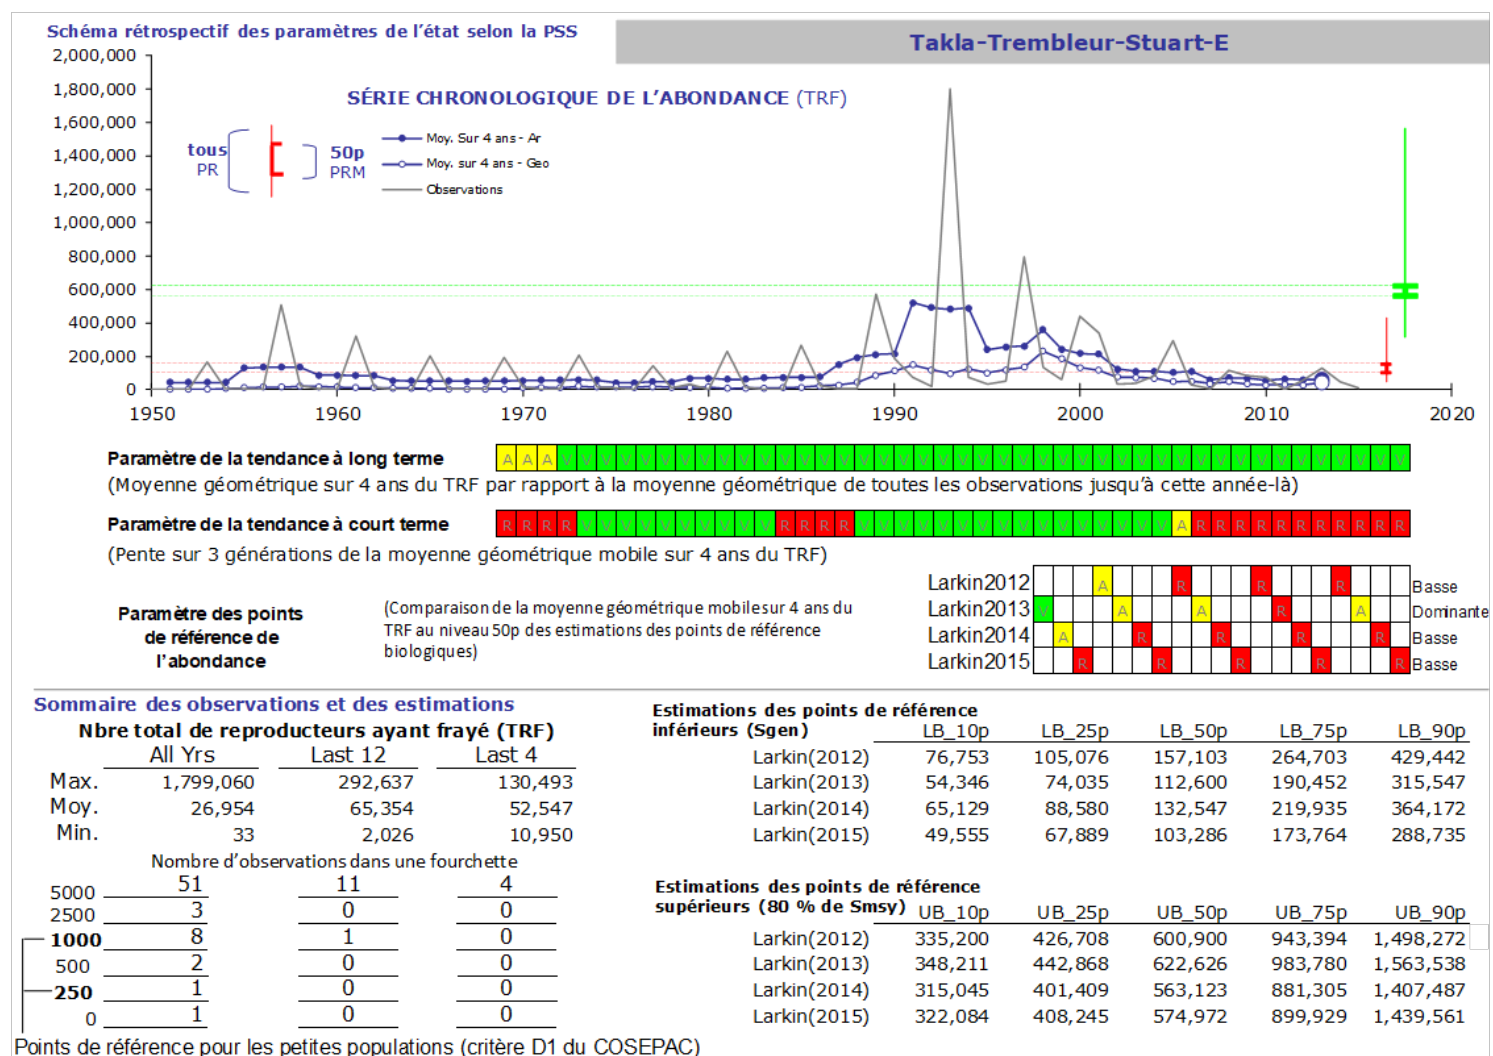 Schéma rétrospectif des paramètres de l'état selon la PSS
Takla-Trembleur-Stuart-E
SÉRIE CHRONOLOGIQUE DE L'ABONDANCE (TRF)
2,000,000
1,800,000
1,600,000
1,400,000
1,200,000
1,000,000
800,000
600,000
400,000
200,000
0
tous
PR
50p
PRM
Moy. Sur 4 ans - Ar
Moy. sur 4 ans - Geo
Observations
1950 1960 1970 1980 1990 2000 2010 2020
Paramètre de la tendance à long terme
A A A V V V V V V V V V V V V V V V V V V V V V V V V V V V V V V V V V V V V V V V V V V V V
(Moyenne géométrique sur 4 ans du TRF par rapport à la moyenne géométrique de toutes les observations jusqu'à cette année-là)
Paramètre de la tendance à court terme
R R R R V V V V V V V V V V R R R R V V V V V V V V V V V V V V V V A R R R R R R R R R R R
(Pente sur 3 générations de la moyenne géométrique mobile sur 4 ans du TRF)
Paramètre des points
de référence de
l'abondance
(Comparaison de la moyenne géométrique mobile sur 4 ans du
TRF au niveau 50p des estimations des points de référence
biologiques)
Larkin2012 A R R R Basse
Larkin2013 V A A R A Dominante
Larkin2014 A R R R R Basse
Larkin2015 R R R R R Basse
Sommaire des observations et des estimations
Nbre total de reproducteurs ayant frayé (TRF)
All Yrs Last 12 Last 4
Max. 1,799,060 292,637 130,493
Moy. 26,954 65,354 52,547
Min. 33 2,026 10,950
Nombre d'observations dans une fourchette
5000 51 11 4
2500 3 0 0
1000 8 1 0
500 2 0 0
250 1 0 0
0 1 0 0
Points de référence pour les petites populations (critère D1 du COSEPAC)
Estimations des points de référence
inférieurs (Sgen) LB_10p LB_25p LB_50p LB_75p LB_90p
Larkin(2012) 76,753 105,076 157,103 264,703 429,442
Larkin(2013) 54,346 74,035 112,600 190,452 315,547
Larkin(2014) 65,129 88,580 132,547 219,935 364,172
Larkin(2015) 49,555 67,889 103,286 173,764 288,735
Estimations des points de référence
supérieurs (80 % de Smsy) UB_10p UB_25p UB_50p UB_75p UB_90p
Larkin(2012) 335,200 426,708 600,900 943,394 1,498,272
Larkin(2013) 348,211 442,868 622,626 983,780 1,563,538
Larkin(2014) 315,045 401,409 563,123 881,305 1,407,487
Larkin(2015) 322,084 408,245 574,972 899,929 1,439,561